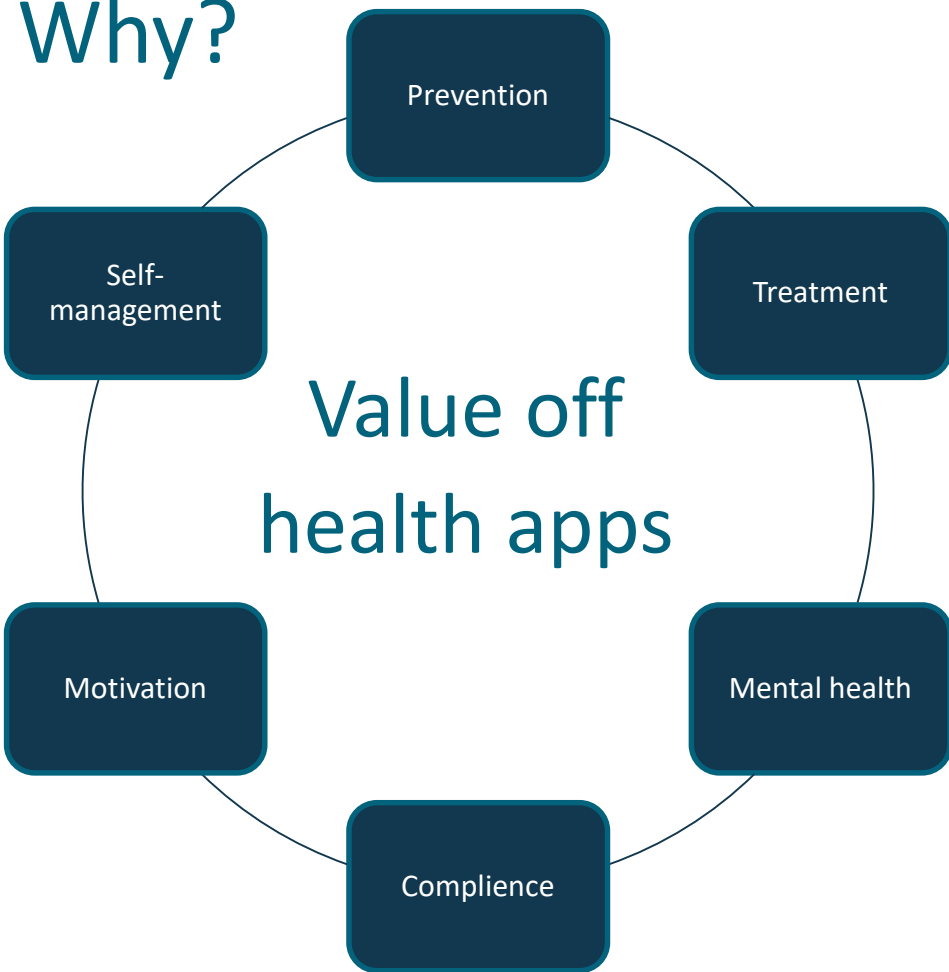 Why?
Prevention
Self-
management
Treatment
Value off
health apps
Motivation
Mental health
Complience